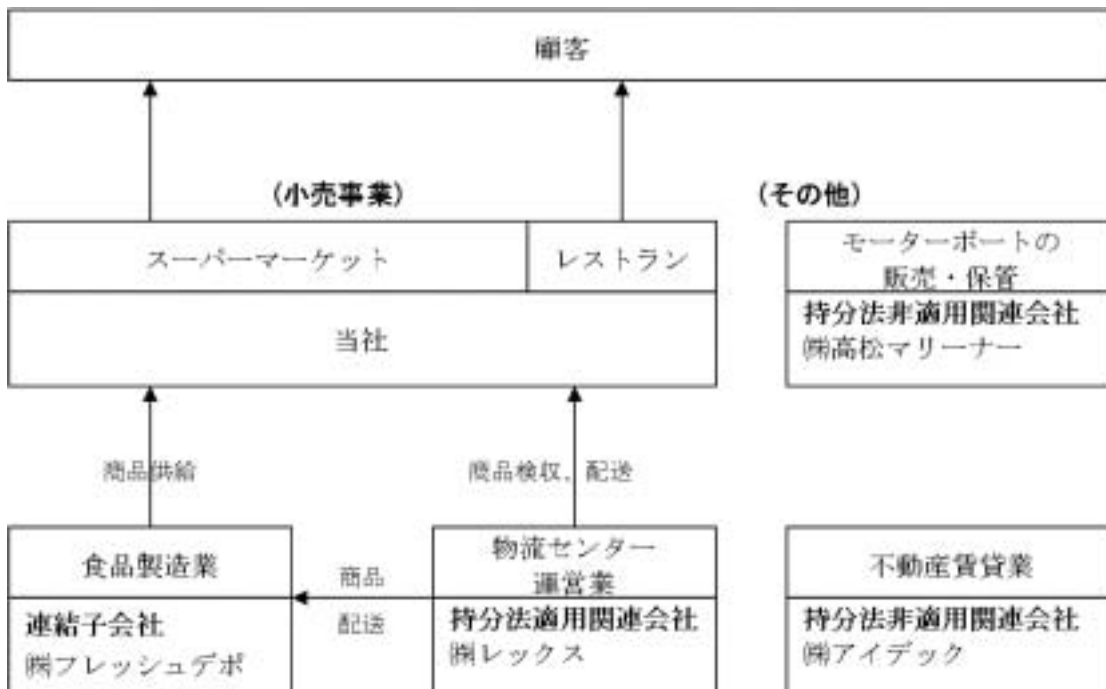 顧客
(小売事業)
(その他)
スーパーマーケット
レストラン
当社
モーターボートの
販売・保管
持分法非適用関連会社
㈱高松マリーナー
商品供給
商品検収、配送
食品製造業
連結子会社
㈱フレッシュデポ
商品
配送
物流センター
運営業
持分法適用関連会社
㈱レックス
不動産賃貸業
持分法非適用関連会社
㈱アイデック